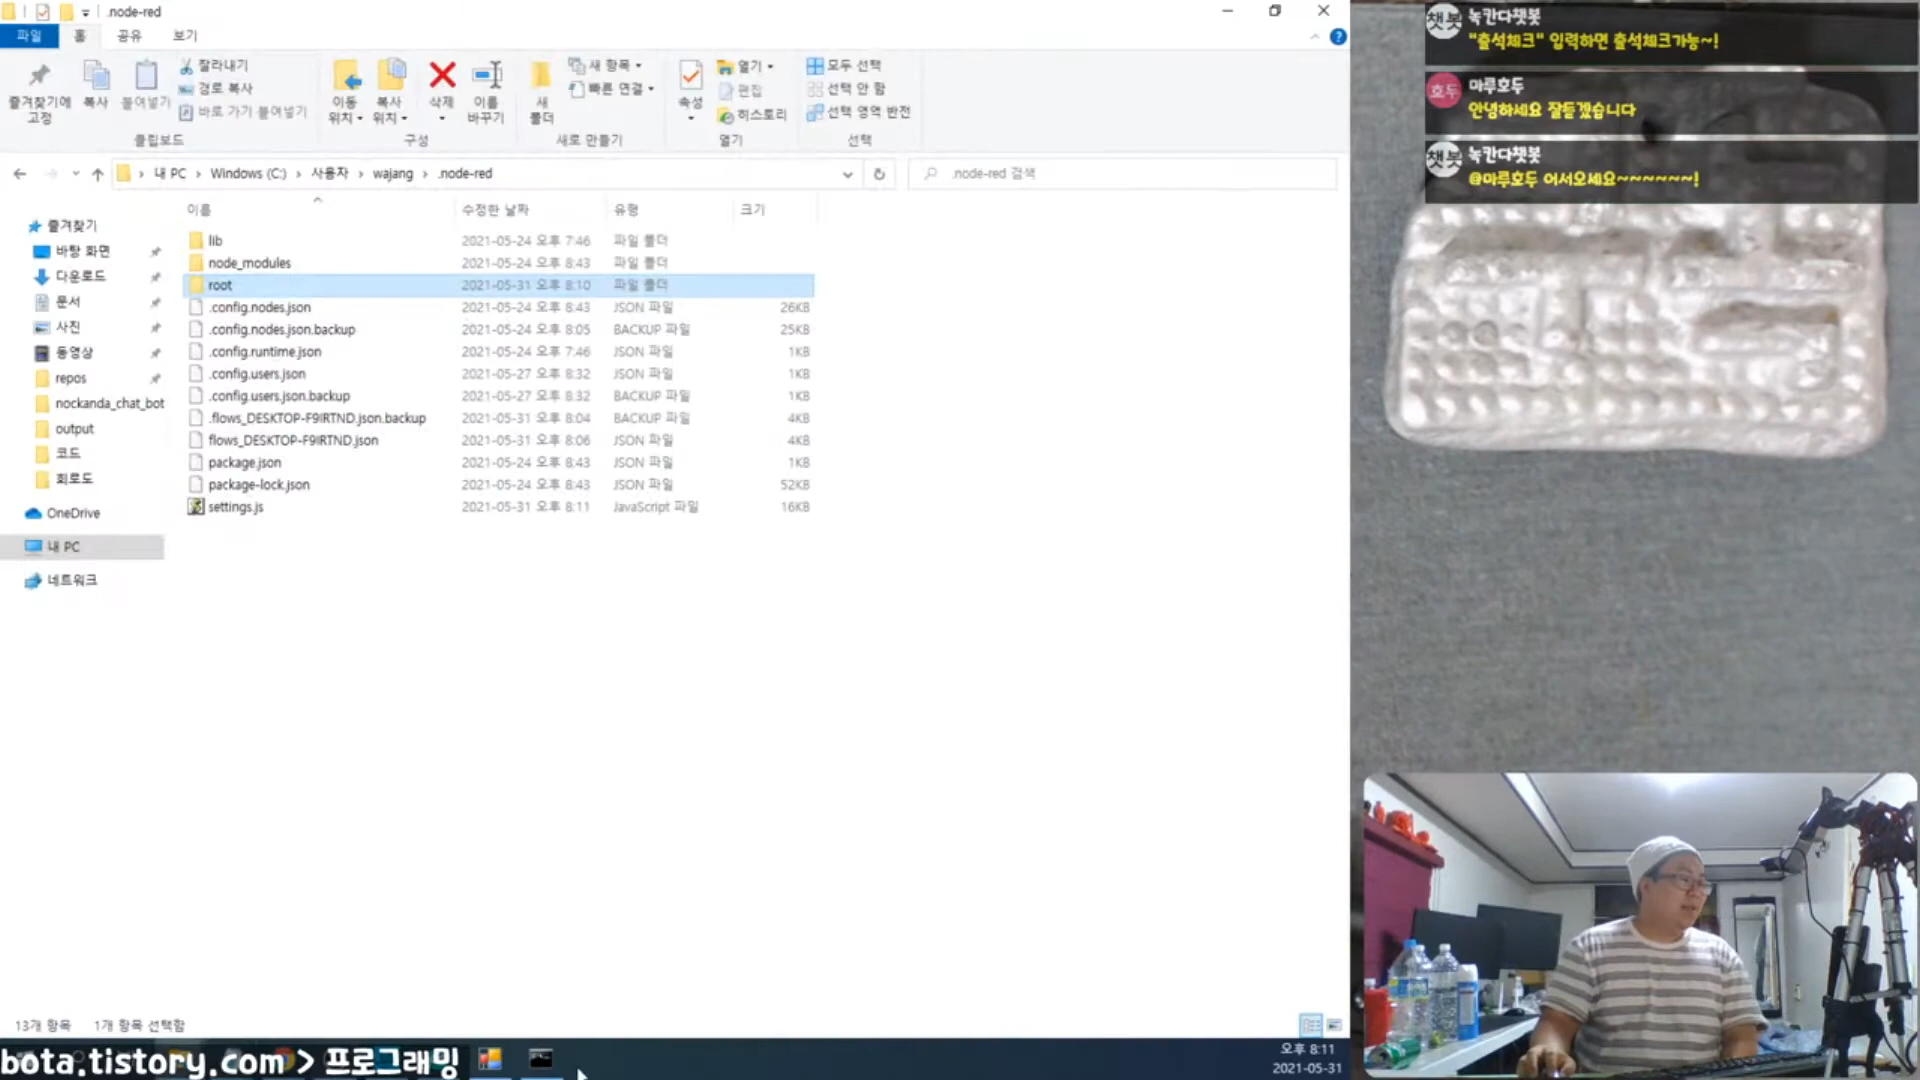 .node-red
파일 홈 공유 보기
즐겨찾기에 고정
복사
붙여넣기
잘라내기
경로 복사
바로 가기 붙여넣기
클립보드
이동 위치
복사 위치
삭제
이름 바꾸기
구성
새 폴더
새 항목
빠른 연결
새로 만들기
속성
열기
편집
히스토리
열기
모두 선택
선택 안 함
선택 영역 반전
선택
내 PC > Windows (C:) > 사용자 > wajang > .node-red
.node-red 검색
이름 수정한 날짜 유형 크기
즐겨찾기
바탕 화면
다운로드
문서
사진
동영상
repos
nockanda_chat_bot
output
코드
회로도
OneDrive
내 PC
네트워크
lib 2021-05-24 오후 7:46 파일 폴더
node_modules 2021-05-24 오후 8:43 파일 폴더
root 2021-05-31 오후 8:10 파일 폴더
.config.nodes.json 2021-05-24 오후 8:43 JSON 파일 26KB
.config.nodes.json.backup 2021-05-24 오후 8:05 BACKUP 파일 25KB
.config.runtime.json 2021-05-24 오후 7:46 JSON 파일 1KB
.config.users.json 2021-05-27 오후 8:32 JSON 파일 1KB
.config.users.json.backup 2021-05-27 오후 8:32 BACKUP 파일 1KB
.flows_DESKTOP-F9IRTND.json.backup 2021-05-31 오후 8:04 BACKUP 파일 4KB
flows_DESKTOP-F9IRTND.json 2021-05-31 오후 8:06 JSON 파일 4KB
package.json 2021-05-24 오후 8:43 JSON 파일 1KB
package-lock.json 2021-05-24 오후 8:43 JSON 파일 52KB
settings.js 2021-05-31 오후 8:11 JavaScript 파일 16KB
13개 항목 1개 항목 선택함
bota.tistory.com > 프로그래밍
오후 8:11
2021-05-31
챗봇 녹칸다챗봇
"출석체크" 입력하면 출석체크가능~!
호두 마루호두
안녕하세요 잘듣겠습니다
챗봇 녹칸다챗봇
@마루호두 어서오세요~~~~~~!